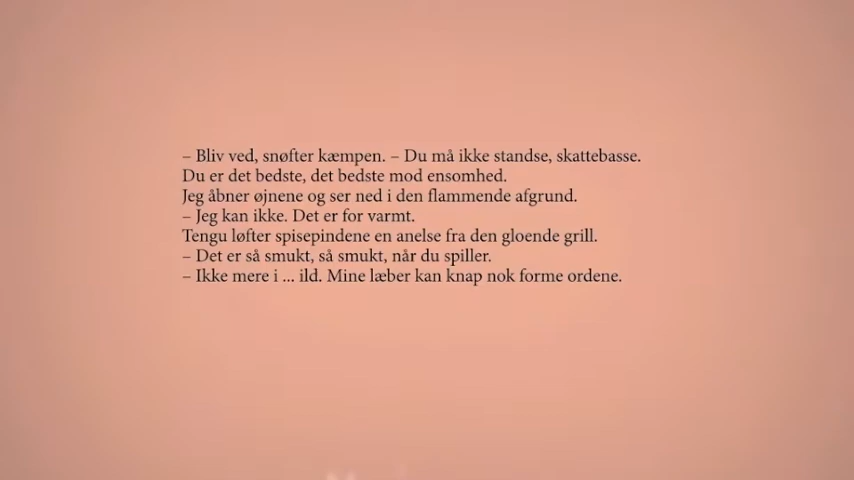 – Bliv ved, snøfter kæmpen. – Du må ikke standse, skattebasse.
Du er det bedste, det bedste mod ensomhed.
Jeg åbner øjnene og ser ned i den flammende afgrund.
– Jeg kan ikke. Det er for varmt.
Tengu løfter spisepindene en anelse fra den gloende grill.
– Det er så smukt, så smukt, når du spiller.
– Ikke mere i ... ild. Mine læber kan knap nok forme ordene.